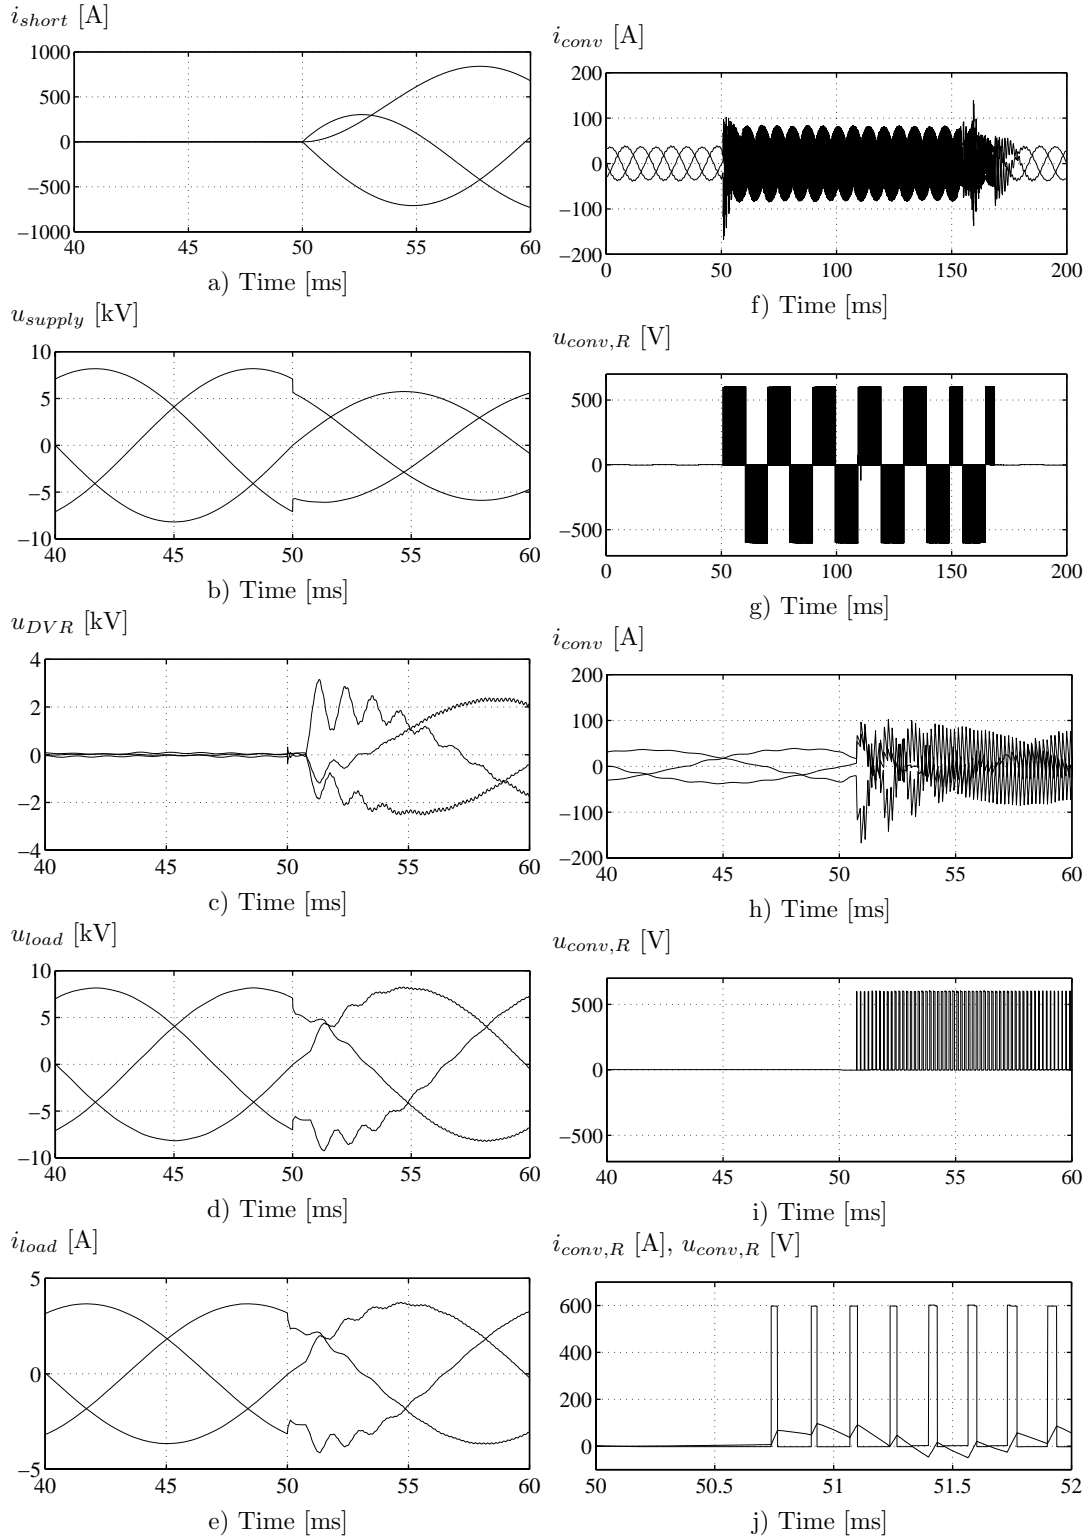 i_short [A]
1000
500
0
−500
−1000
40 45 50 55 60
a) Time [ms]
u_supply [kV]
10
5
0
−5
−10
40 45 50 55 60
b) Time [ms]
u_DVR [kV]
4
2
0
−2
−4
40 45 50 55 60
c) Time [ms]
u_load [kV]
10
5
0
−5
−10
40 45 50 55 60
d) Time [ms]
i_load [A]
5
0
−5
40 45 50 55 60
e) Time [ms]
i_conv [A]
200
100
0
−100
−200
0 50 100 150 200
f) Time [ms]
u_conv,R [V]
500
0
−500
0 50 100 150 200
g) Time [ms]
i_conv [A]
200
100
0
−100
−200
40 45 50 55 60
h) Time [ms]
u_conv,R [V]
500
0
−500
40 45 50 55 60
i) Time [ms]
i_conv,R [A], u_conv,R [V]
600
400
200
0
50 50.5 51 51.5 52
j) Time [ms]